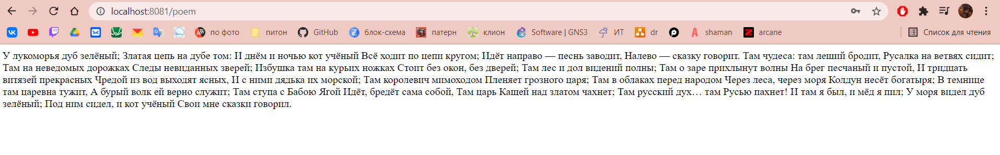 localhost:8081/poem
по фото питон GitHub блок-схема патерн клион Software | GNS3 ИТ dr shaman arcane Список для чтения
У лукоморья дуб зелёный; Златая цепь на дубе том: И днём и ночью кот учёный Всё ходит по цепи кругом; Идёт направо — песнь заводит, Налево — сказку говорит. Там чудеса: там леший бродит, Русалка на ветвях сидит;
Там на неведомых дорожках Следы невиданных зверей; Избушка там на курьих ножках Стоит без окон, без дверей; Там лес и дол видений полны; Там о заре прихлынут волны На брег песчаный и пустой, И тридцать
витязей прекрасных Чредой из вод выходят ясных, И с ними дядька их морской; Там королевич мимоходом Пленяет грозного царя; Там в облаках перед народом Через леса, через моря Колдун несёт богатыря; В темнице
там царевна тужит, А бурый волк ей верно служит; Там ступа с Бабою Ягой Идёт, бредёт сама собой, Там царь Кащей над златом чахнет; Там русский дух… там Русью пахнет! И там я был, и мёд я пил; У моря видел дуб
зелёный; Под ним сидел, и кот учёный Свои мне сказки говорил.